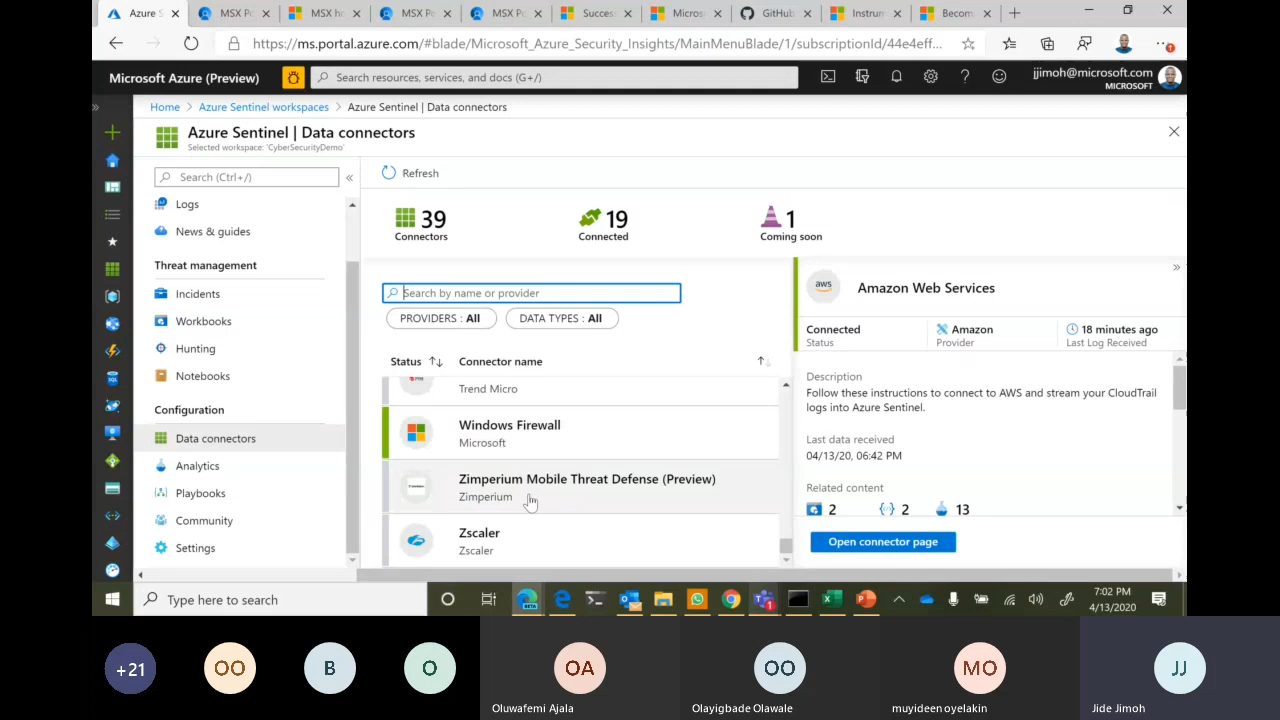 Azure S
MSX Po
MSX ho
MSX Pe
MSX Po
Succes
Micros
GitHub
Instrum
Becom
https://ms.portal.azure.com/#blade/Microsoft_Azure_Security_Insights/MainMenuBlade/1/subscriptionId/44e4eff...
Microsoft Azure (Preview)
Search resources, services, and docs (G+/)
jjimoh@microsoft.com
MICROSOFT
Home > Azure Sentinel workspaces > Azure Sentinel | Data connectors
Azure Sentinel | Data connectors
Selected workspace: 'CyberSecurityDemo'
Search (Ctrl+/)
«
Logs
News & guides
Threat management
Incidents
Workbooks
Hunting
Notebooks
Configuration
Data connectors
Analytics
Playbooks
Community
Settings
Refresh
39
Connectors
19
Connected
1
Coming soon
Search by name or provider
PROVIDERS : All
DATA TYPES : All
Status
Connector name
Trend Micro
Windows Firewall
Microsoft
Zimperium Mobile Threat Defense (Preview)
Zimperium
Zscaler
Zscaler
»
aws
Amazon Web Services
Connected
Status
Amazon
Provider
18 minutes ago
Last Log Received
Description
Follow these instructions to connect to AWS and stream your CloudTrail
logs into Azure Sentinel.
Last data received
04/13/20, 06:42 PM
Related content
2
2
13
Open connector page
Type here to search
BETA
7:02 PM
4/13/2020
+21
OO
B
O
OA
Oluwafemi Ajala
OO
Olayigbade Olawale
MO
muyideen oyelakin
JJ
Jide Jimoh